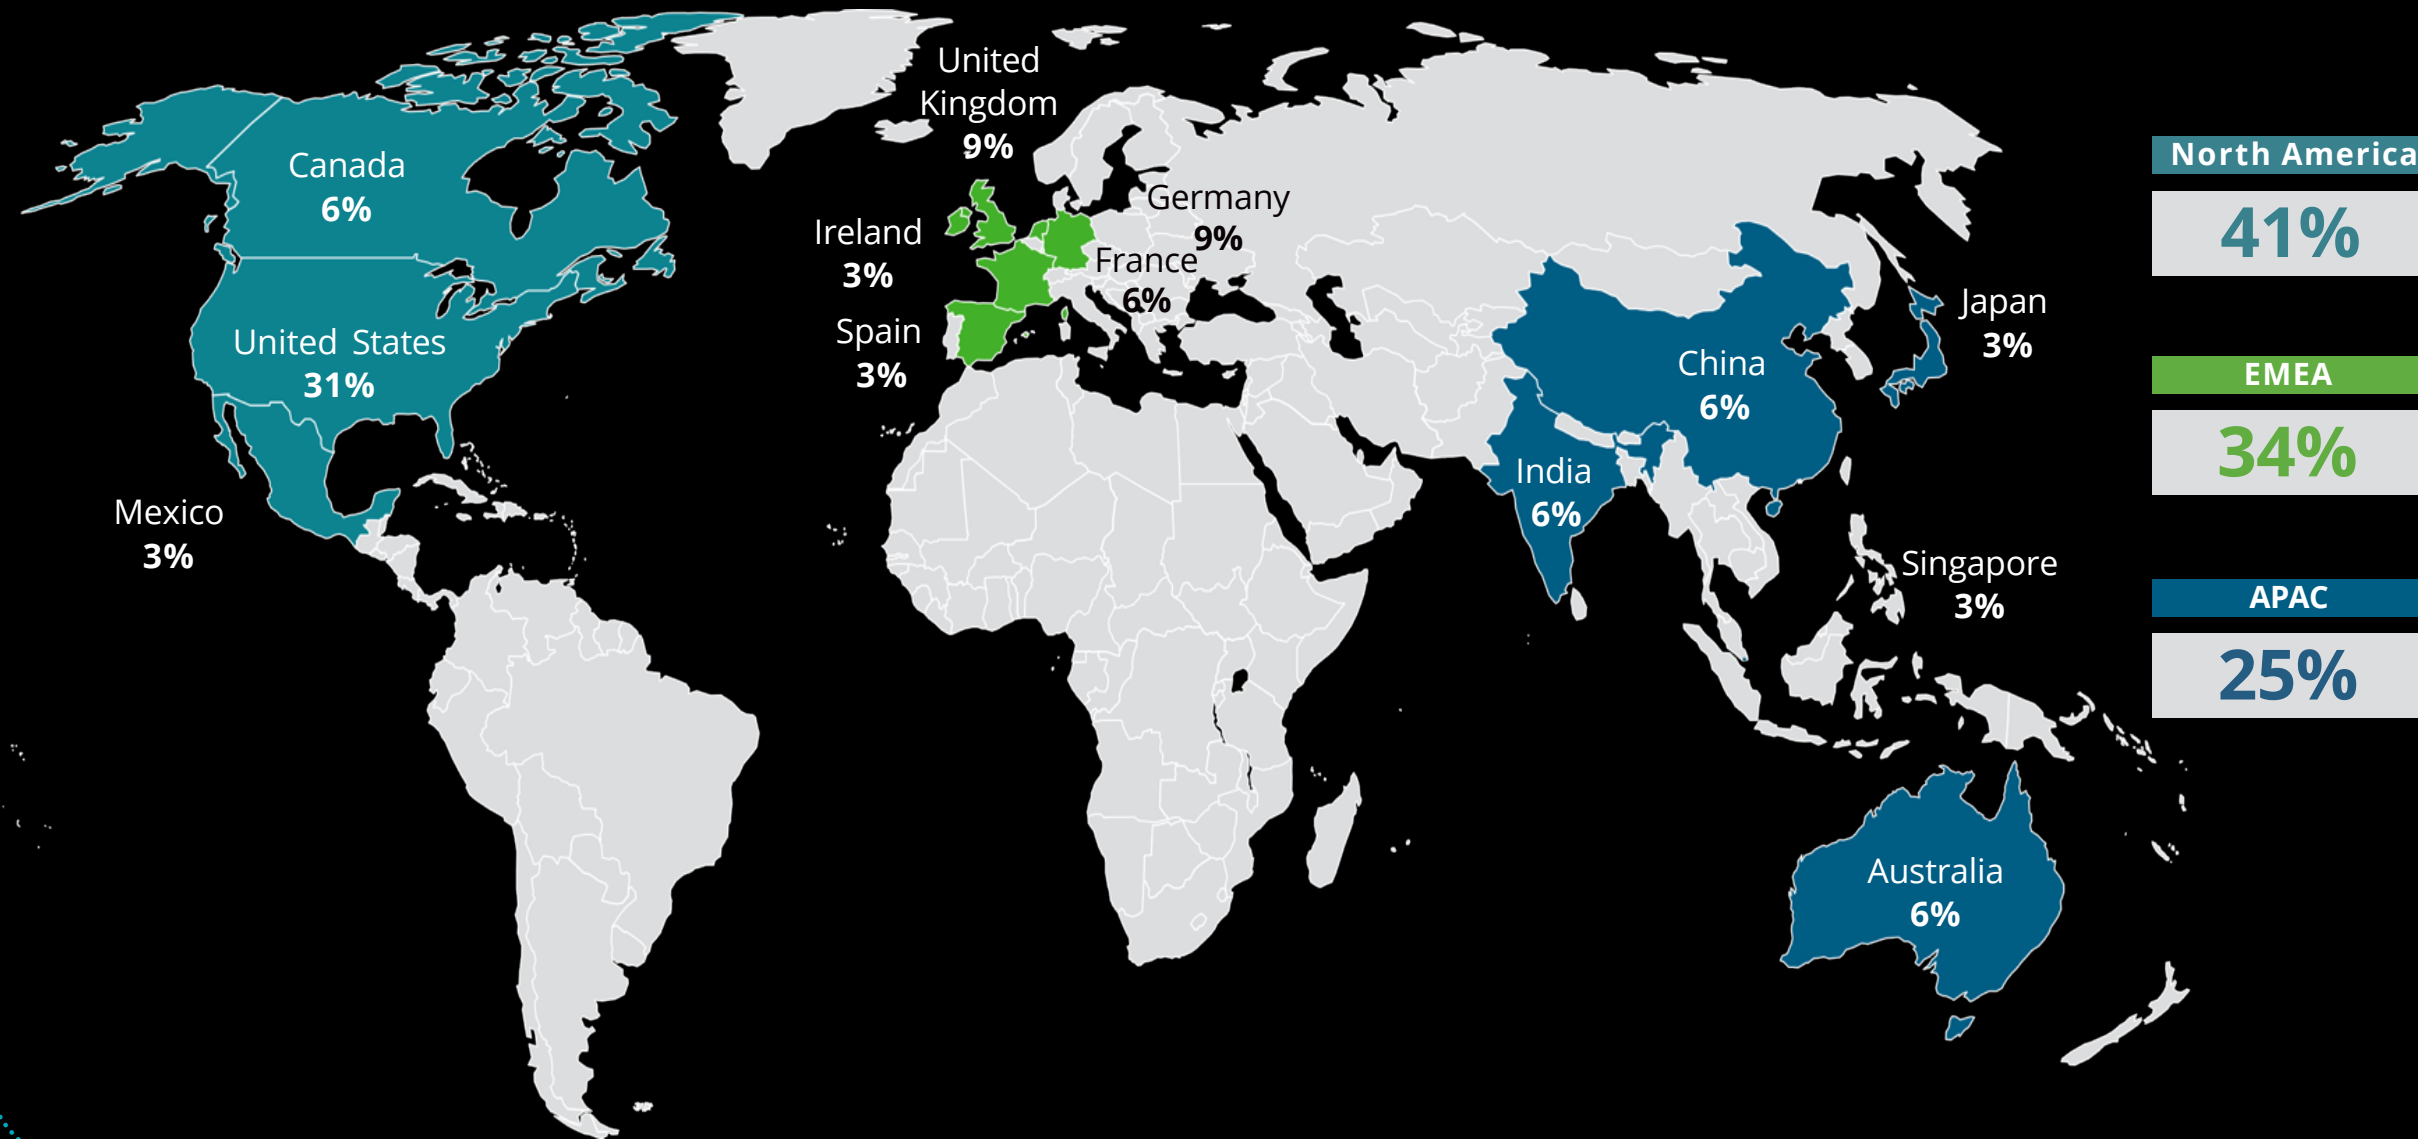 United
Kingdom
9%
Canada
6%
Germany
9%
Ireland
3%
France
6%
Spain
3%
United States
31%
Mexico
3%
Japan
3%
China
6%
India
6%
Singapore
3%
Australia
6%
North America
41%
EMEA
34%
APAC
25%